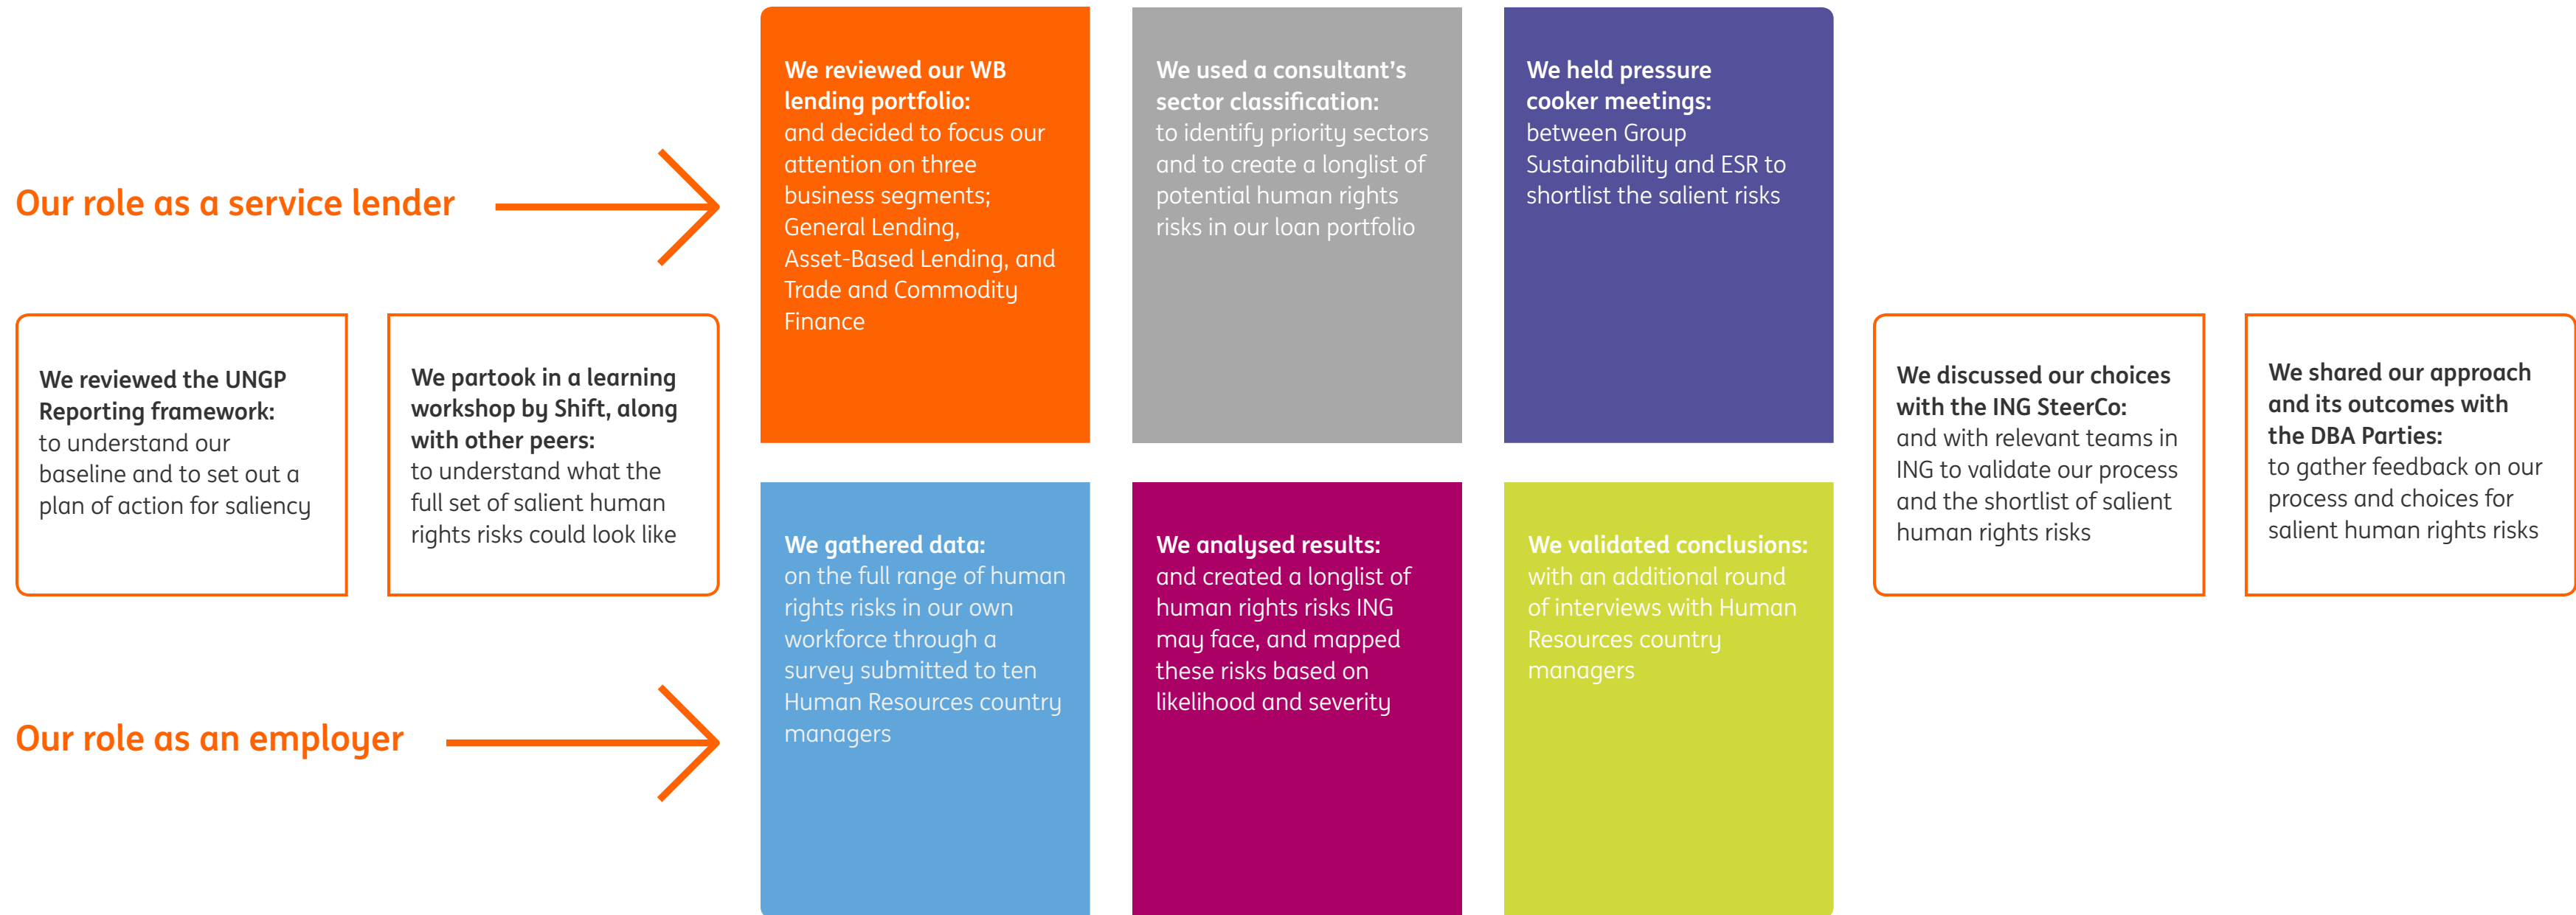 Our role as a service lender
We reviewed the UNGP
Reporting framework:
to understand our
baseline and to set out a
plan of action for saliency
We partook in a learning
workshop by Shift, along
with other peers:
to understand what the
full set of salient human
rights risks could look like
Our role as an employer
We reviewed our WB
lending portfolio:
and decided to focus our
attention on three
business segments;
General Lending,
Asset-Based Lending, and
Trade and Commodity
Finance
We used a consultant’s
sector classification:
to identify priority sectors
and to create a longlist of
potential human rights
risks in our loan portfolio
We held pressure
cooker meetings:
between Group
Sustainability and ESR to
shortlist the salient risks
We gathered data:
on the full range of human
rights risks in our own
workforce through a
survey submitted to ten
Human Resources country
managers
We analysed results:
and created a longlist of
human rights risks ING
may face, and mapped
these risks based on
likelihood and severity
We validated conclusions:
with an additional round
of interviews with Human
Resources country
managers
We discussed our choices
with the ING SteerCo:
and with relevant teams in
ING to validate our process
and the shortlist of salient
human rights risks
We shared our approach
and its outcomes with
the DBA Parties:
to gather feedback on our
process and choices for
salient human rights risks